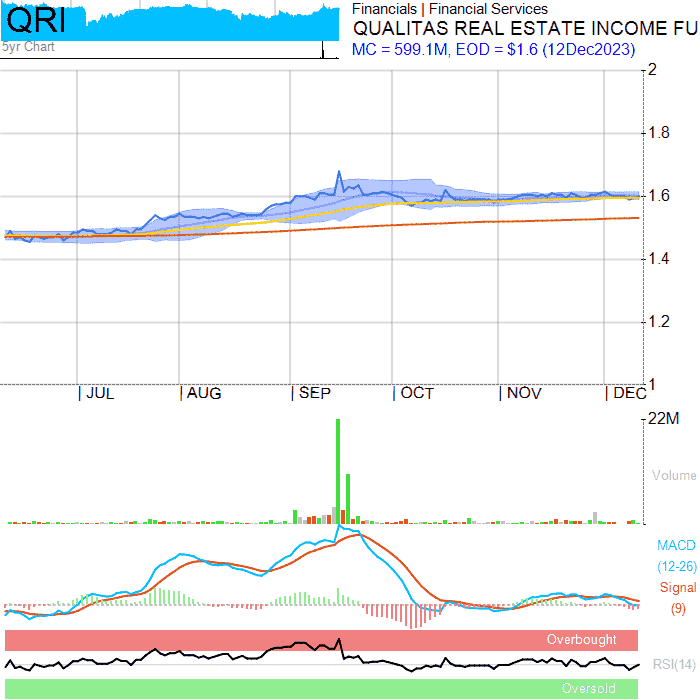 QRI
Financials | Financial Services
QUALITAS REAL ESTATE INCOME FU
MC = 599.1M, EOD = $1.6 (12Dec2023)
5yr Chart
2
1.8
1.6
1.4
1.2
1
JUL AUG SEP OCT NOV DEC
22M
Volume
MACD
(12-26)
Signal
(9)
Overbought
RSI(14)
Oversold